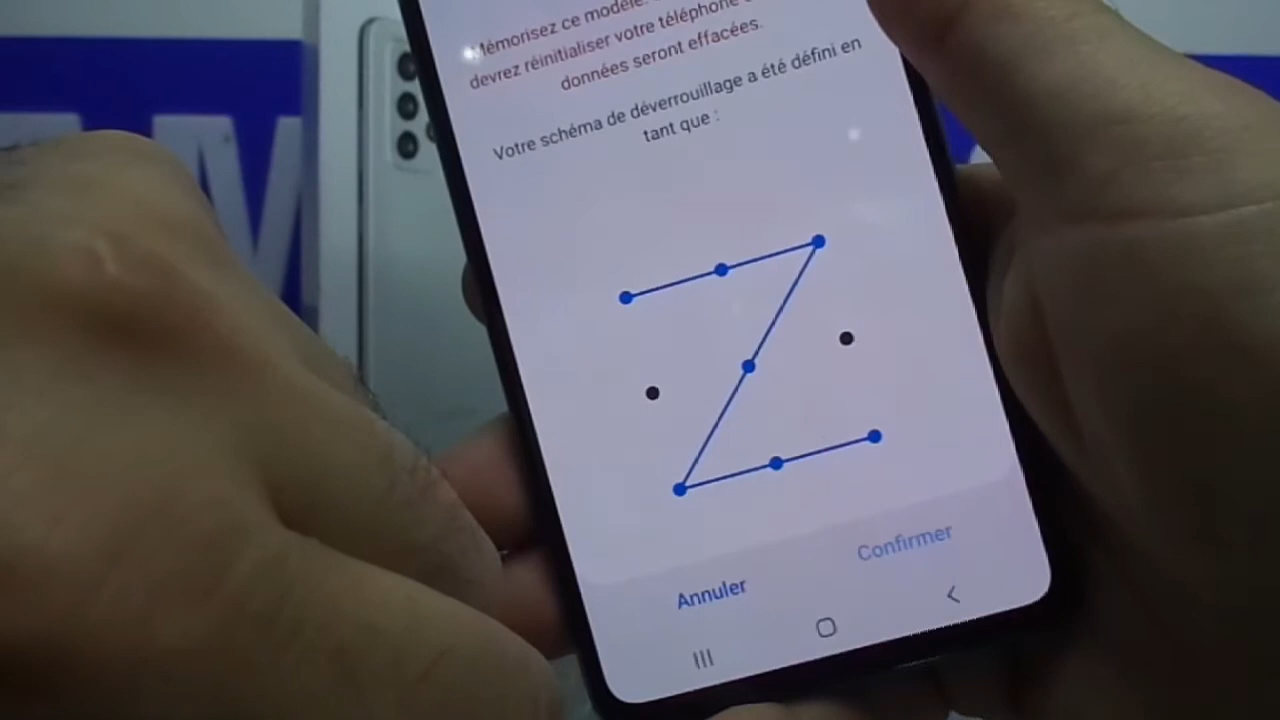 Mémorisez ce modèle.
devrez réinitialiser votre téléphone
données seront effacées.
Votre schéma de déverrouillage a été défini en
tant que :
Confirmer
Annuler